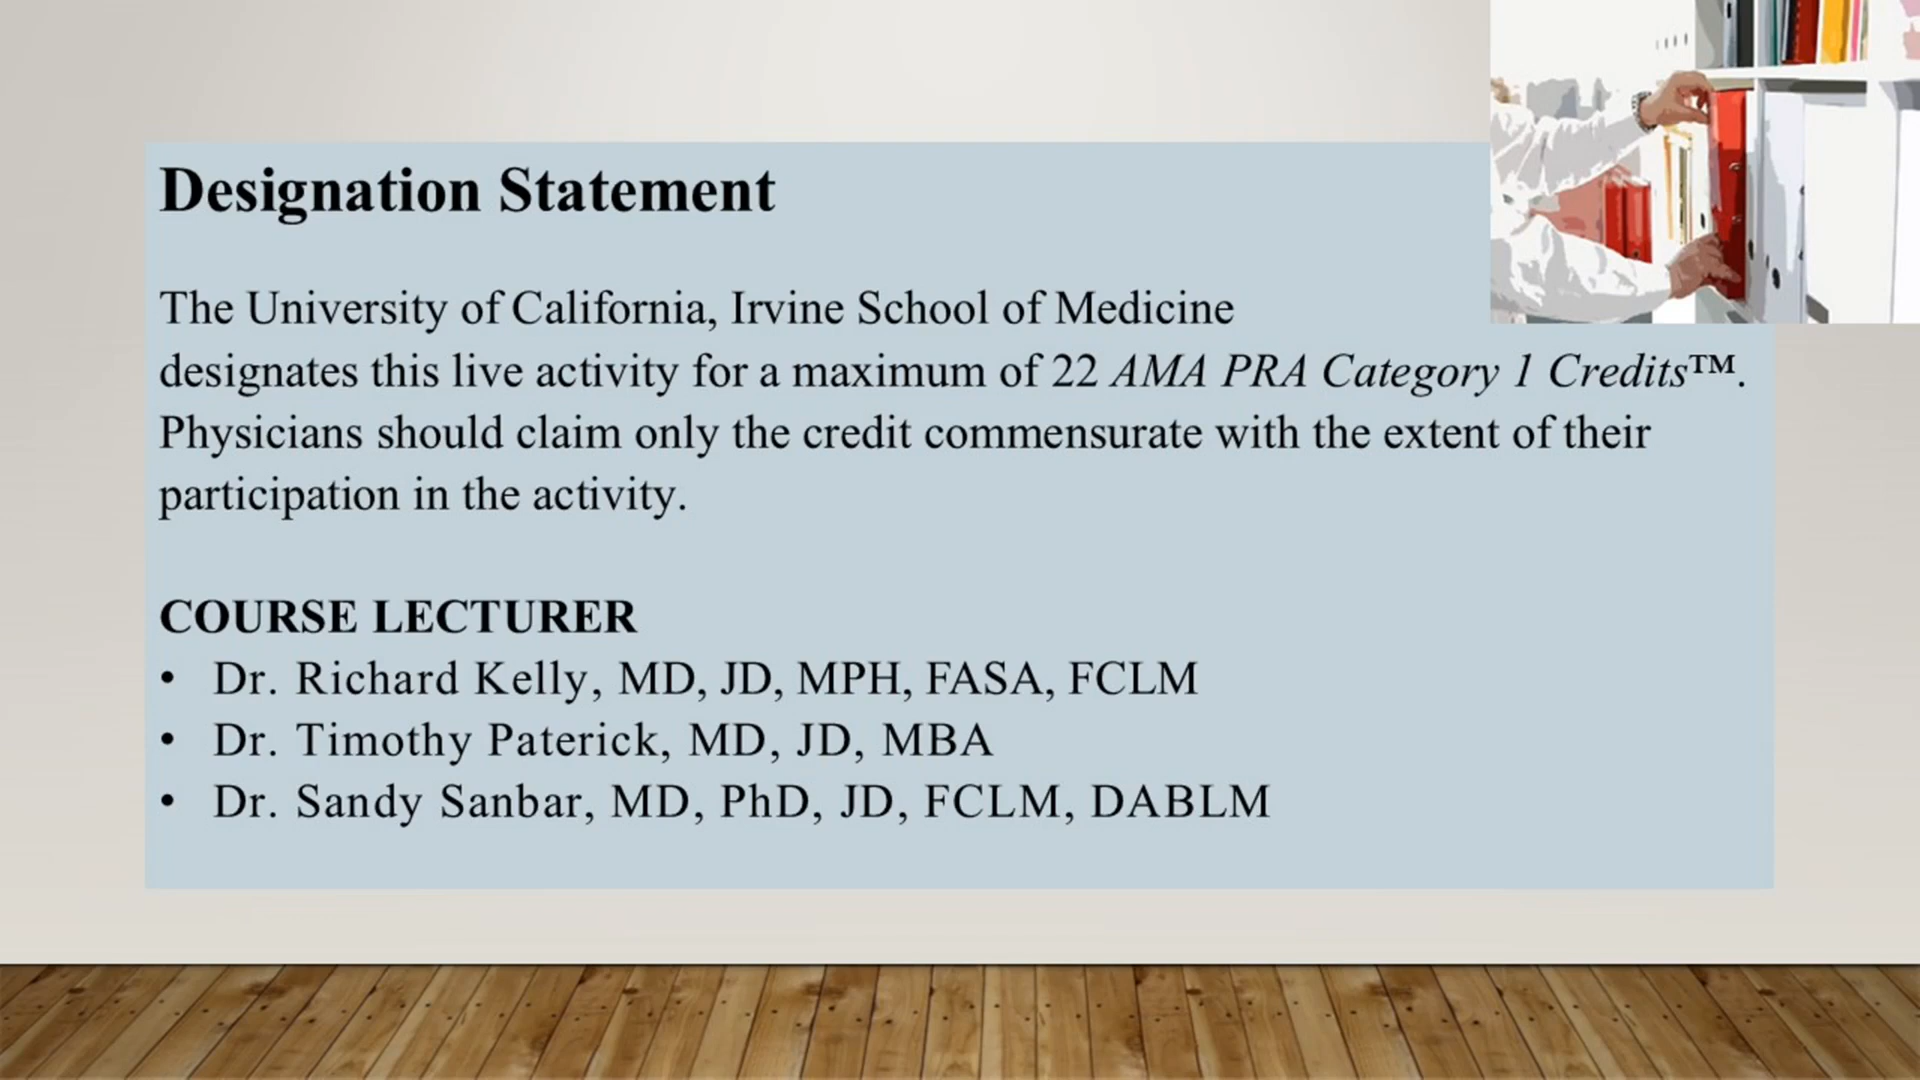 Designation Statement
The University of California, Irvine School of Medicine
designates this live activity for a maximum of 22 AMA PRA Category 1 Credits™.
Physicians should claim only the credit commensurate with the extent of their
participation in the activity.
COURSE LECTURER
• Dr. Richard Kelly, MD, JD, MPH, FASA, FCLM
• Dr. Timothy Paterick, MD, JD, MBA
• Dr. Sandy Sanbar, MD, PhD, JD, FCLM, DABLM